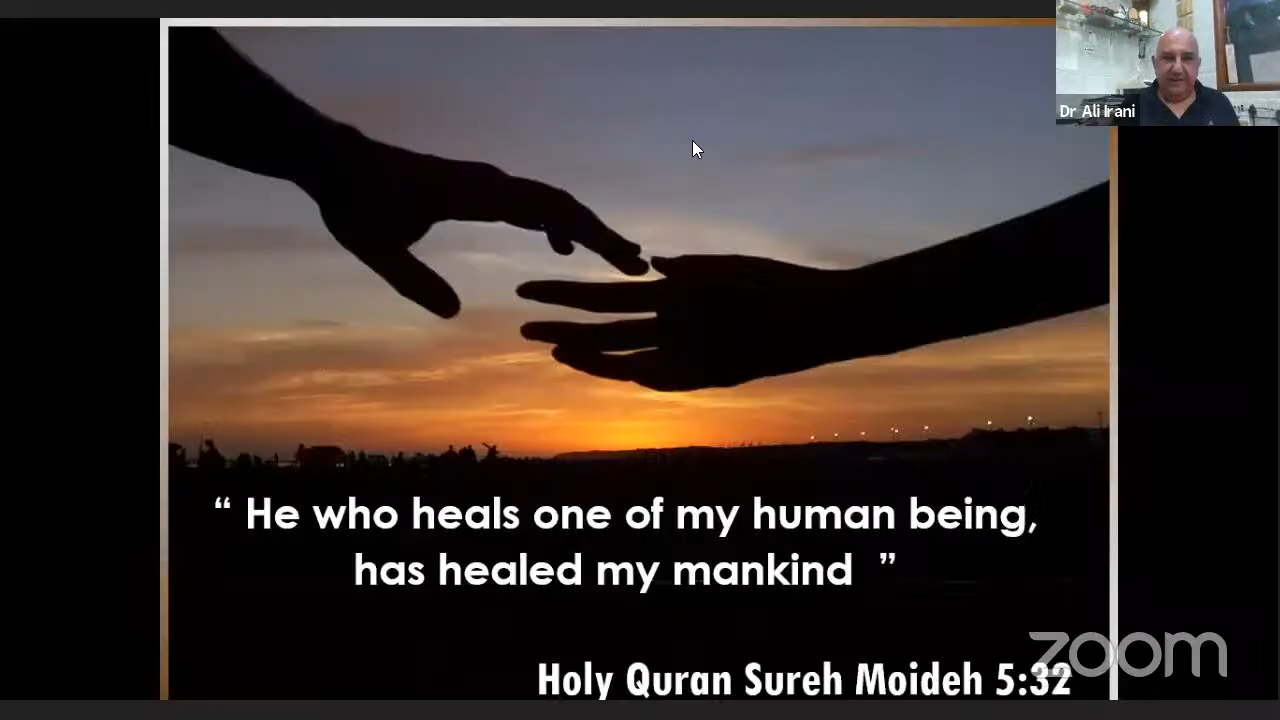 Dr Ali Irani
“ He who heals one of my human being,
has healed my mankind ”
zoom
Holy Quran Sureh Moideh 5:32